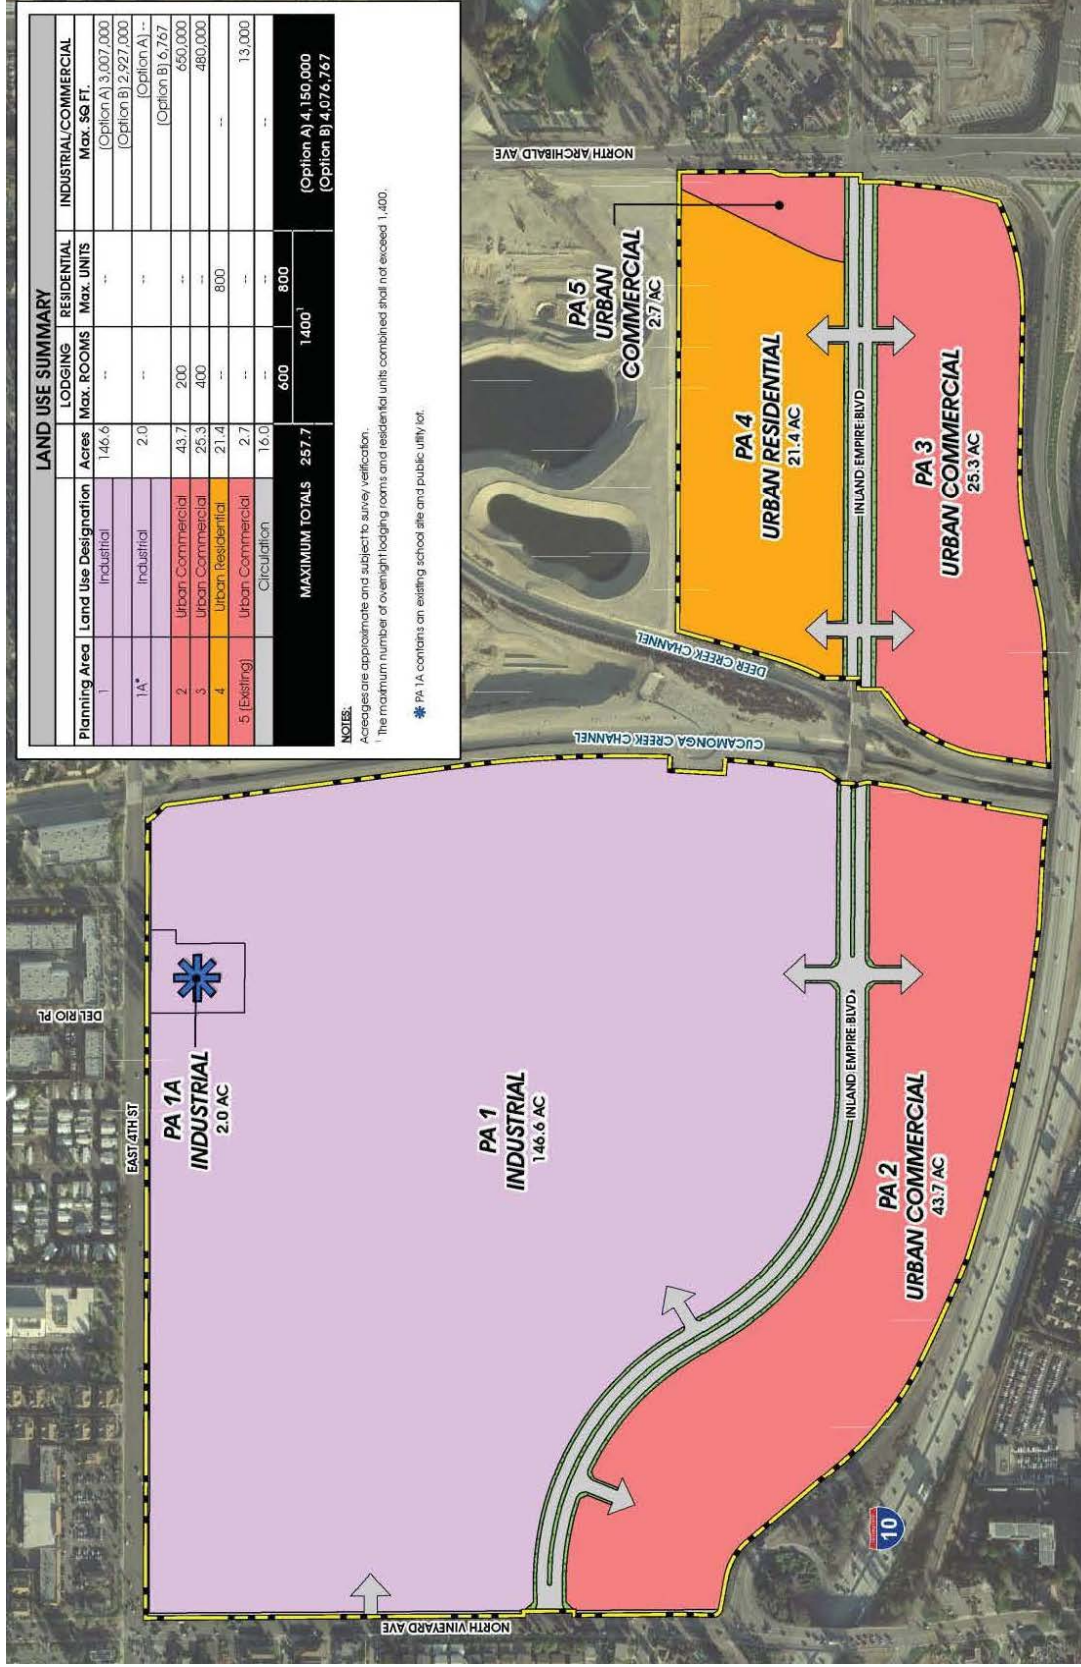 LAND USE SUMMARY
LODGING RESIDENTIAL INDUSTRIAL/COMMERCIAL
Planning Area Land Use Designation Acres Max. ROOMS Max. UNITS Max. SQ FT.
1 Industrial 146.6 -- -- (Option A) 3,007,000
(Option B) 2,927,000
1A* Industrial 2.0 -- -- (Option A) --
(Option B) 6,767
2 Urban Commercial 43.7 200 -- 650,000
3 Urban Commercial 25.3 400 -- 480,000
4 Urban Residential 21.4 -- 800 --
5 (Existing) Urban Commercial 2.7 -- -- 13,000
Circulation 16.0 -- -- --
MAXIMUM TOTALS 257.7 600 800 (Option A) 4,150,000
1400¹ (Option B) 4,076,767
NOTES:
Acreages are approximate and subject to survey verification.
¹ The maximum number of overnight lodging rooms and residential units combined shall not exceed 1,400.
PA 1A contains an existing school site and public utility lot.
DEL RIO PL
EAST 4TH ST
PA 1A
INDUSTRIAL
2.0 AC
PA 1
INDUSTRIAL
146.6 AC
NORTH VINEYARD AVE
CUCAMONGA CREEK CHANNEL
DEER CREEK CHANNEL
NORTH ARCHIBALD AVE
PA 5
URBAN
COMMERCIAL
2.7 AC
PA 4
URBAN RESIDENTIAL
21.4 AC
INLAND EMPIRE BLVD
INLAND EMPIRE BLVD
PA 2
URBAN COMMERCIAL
43.7 AC
PA 3
URBAN COMMERCIAL
25.3 AC
10